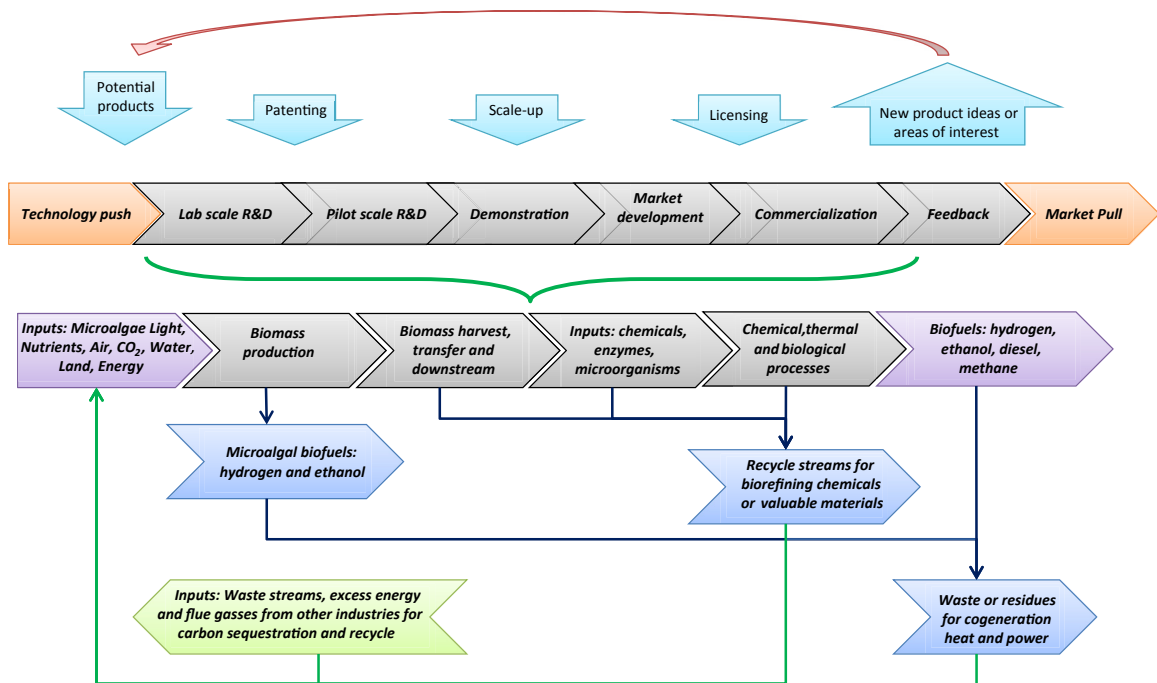 Potential
products
Patenting
Scale-up
Licensing
New product ideas or
areas of interest
Technology push
Lab scale R&D
Pilot scale R&D
Demonstration
Market
development
Commercialization
Feedback
Market Pull
Inputs: Microalgae Light,
Nutrients, Air, CO₂, Water,
Land, Energy
Biomass
production
Biomass harvest,
transfer and
downstream
Inputs: chemicals,
enzymes,
microorganisms
Chemical,thermal
and biological
processes
Biofuels: hydrogen,
ethanol, diesel,
methane
Microalgal biofuels:
hydrogen and ethanol
Recycle streams for
biorefining chemicals
or valuable materials
Inputs: Waste streams, excess energy
and flue gasses from other industries for
carbon sequestration and recycle
Waste or residues
for cogeneration
heat and power